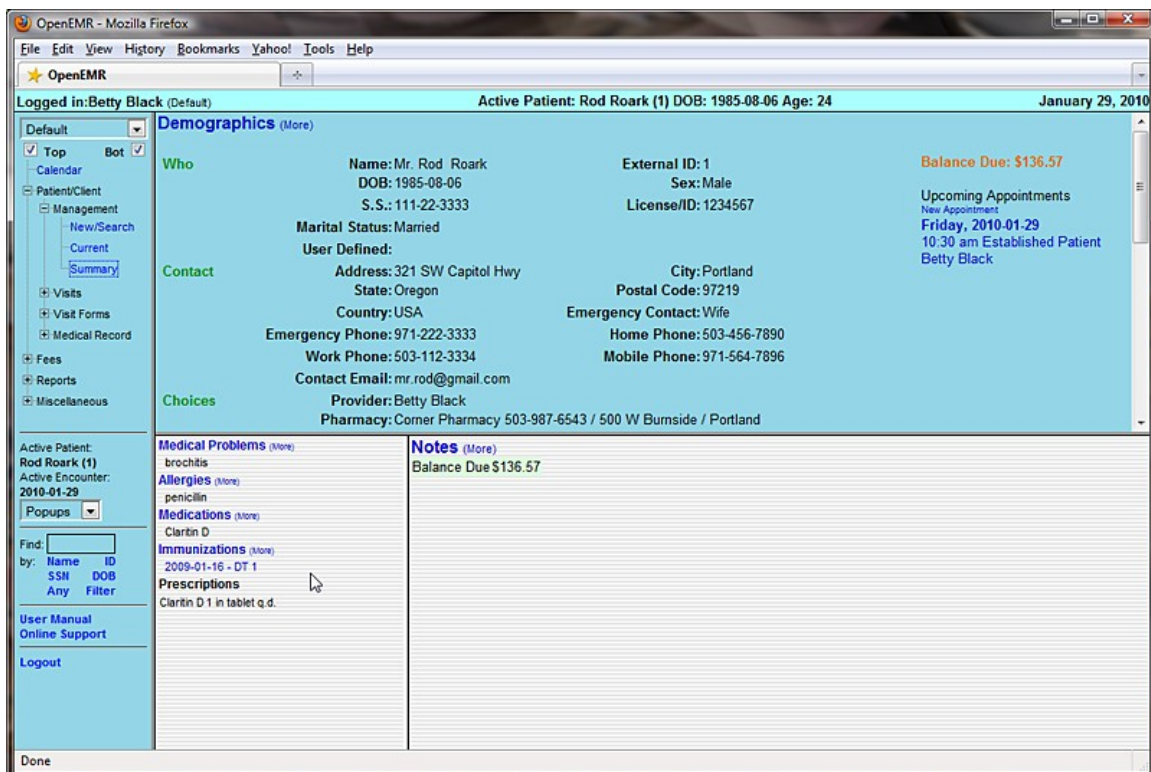 OpenEMR - Mozilla Firefox
File Edit View History Bookmarks Yahoo! Tools Help
OpenEMR
Logged in:Betty Black (Default) Active Patient: Rod Roark (1) DOB: 1985-08-06 Age: 24 January 29, 2010
Default
Top Bot
Calendar
Patient/Client
Management
New/Search
Current
Summary
Visits
Visit Forms
Medical Record
Fees
Reports
Miscellaneous
Active Patient:
Rod Roark (1)
Active Encounter:
2010-01-29
Popups
Find:
by: Name ID
SSN DOB
Any Filter
User Manual
Online Support
Logout
Demographics (More)
Who Name: Mr. Rod Roark External ID: 1
DOB: 1985-08-06 Sex: Male
S.S.: 111-22-3333 License/ID: 1234567
Marital Status: Married
User Defined:
Contact Address: 321 SW Capitol Hwy City: Portland
State: Oregon Postal Code: 97219
Country: USA Emergency Contact: Wife
Emergency Phone: 971-222-3333 Home Phone: 503-456-7890
Work Phone: 503-112-3334 Mobile Phone: 971-564-7896
Contact Email: mr.rod@gmail.com
Choices Provider: Betty Black
Pharmacy: Corner Pharmacy 503-987-6543 / 500 W Burnside / Portland
Balance Due: $136.57
Upcoming Appointments
New Appointment
Friday, 2010-01-29
10:30 am Established Patient
Betty Black
Medical Problems (More)
brochitis
Allergies (More)
penicillin
Medications (More)
Claritin D
Immunizations (More)
2009-01-16 - DT 1
Prescriptions
Claritin D 1 in tablet q.d.
Notes (More)
Balance Due $136.57
Done